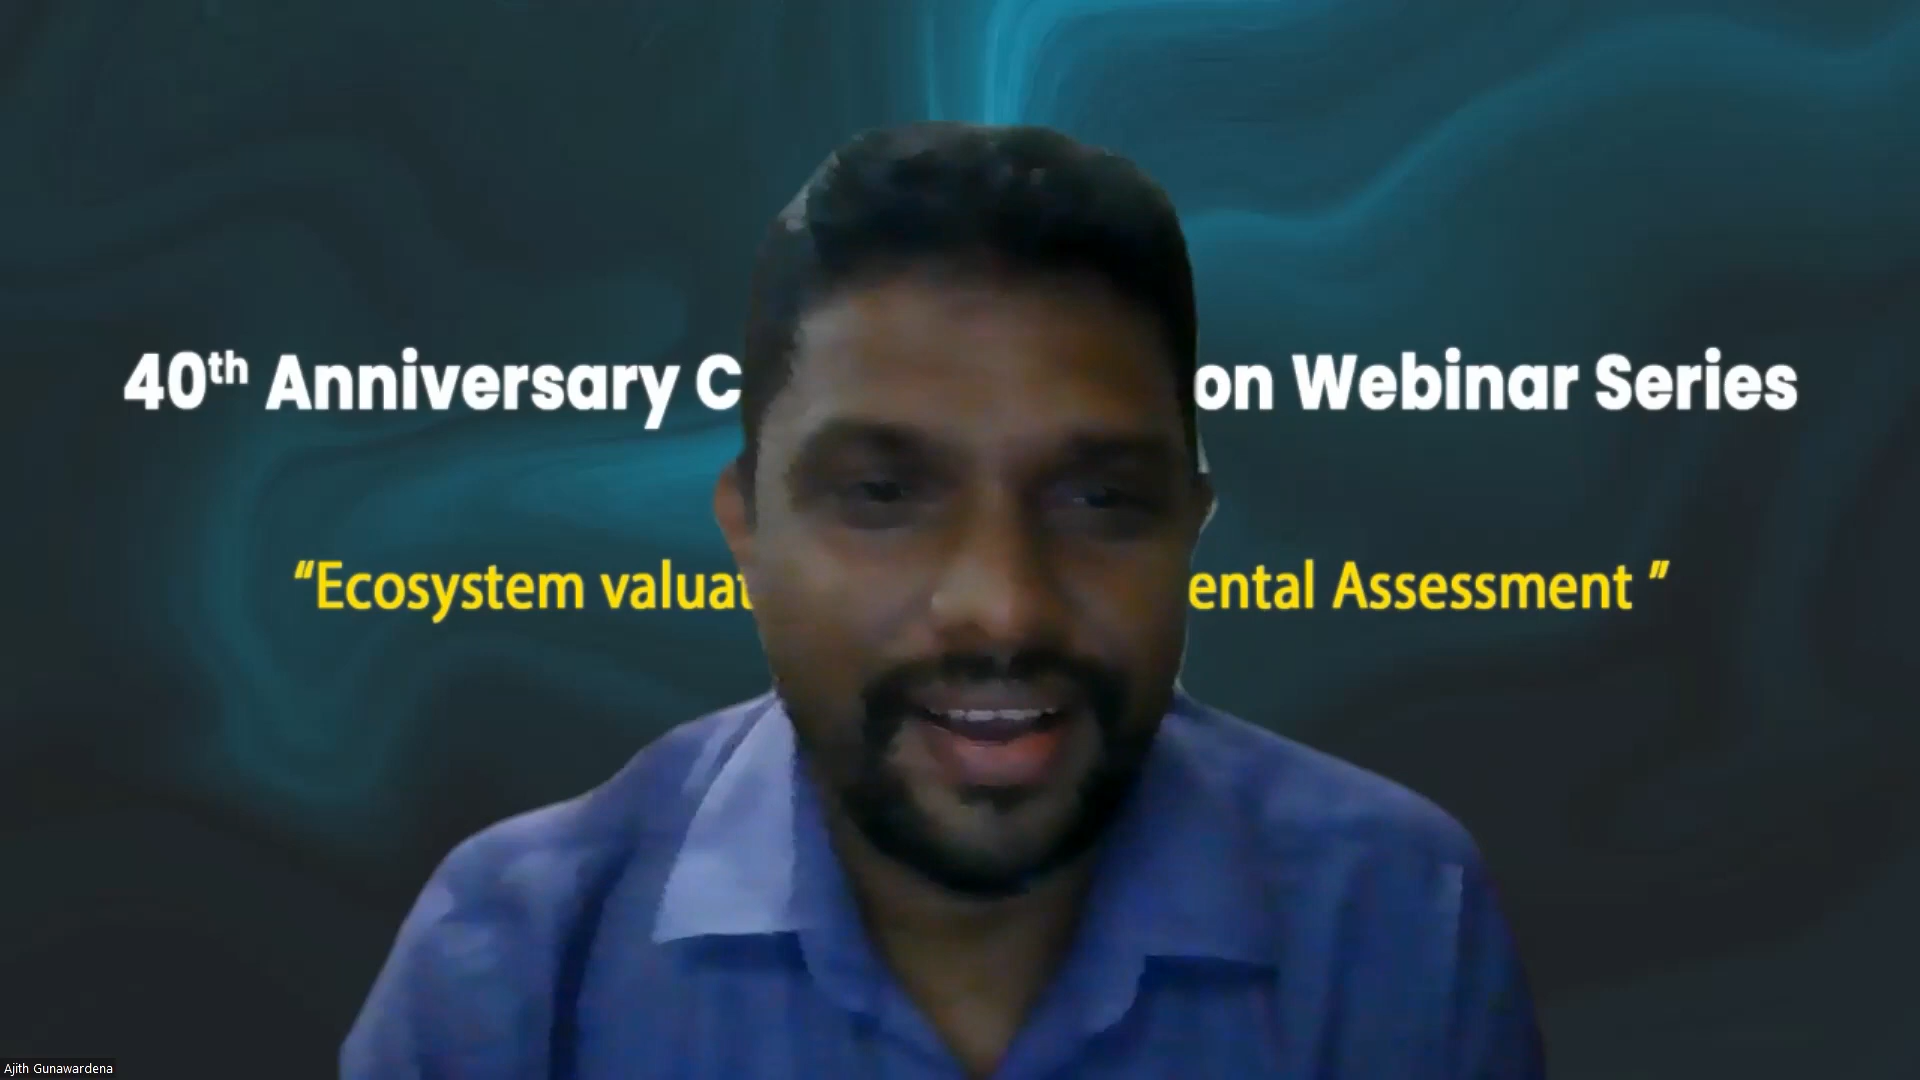 40th Anniversary C on Webinar Series
“Ecosystem valuat ental Assessment ”
Ajith Gunawardena